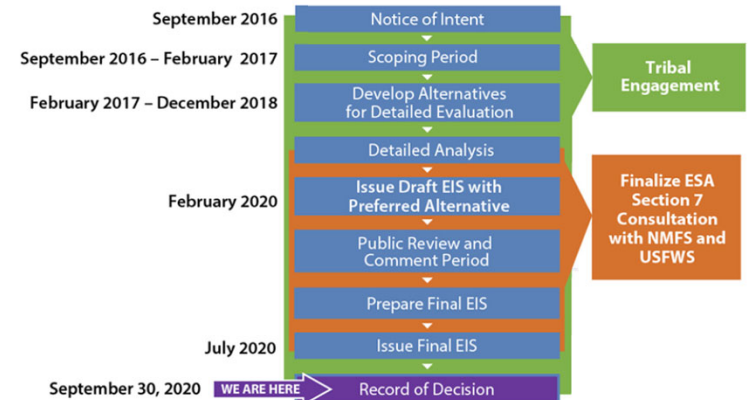 September 2016
Notice of Intent
September 2016 – February 2017
Scoping Period
Tribal
Engagement
February 2017 – December 2018
Develop Alternatives
for Detailed Evaluation
Detailed Analysis
February 2020
Issue Draft EIS with
Preferred Alternative
Finalize ESA
Section 7
Consultation
with NMFS and
USFWS
Public Review and
Comment Period
Prepare Final EIS
July 2020
Issue Final EIS
September 30, 2020
WE ARE HERE
Record of Decision